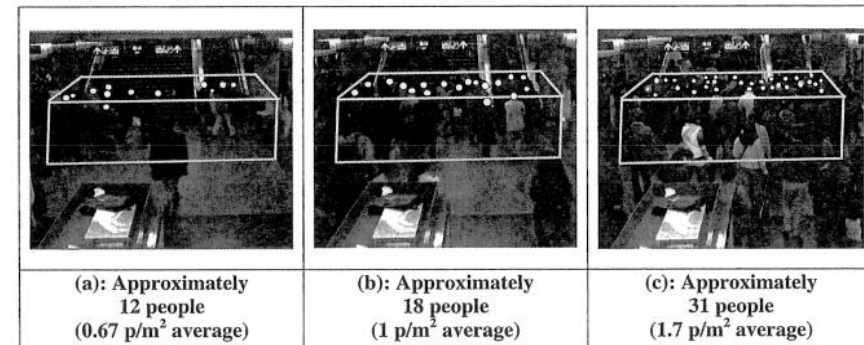 (a): Approximately
12 people
(0.67 p/m² average)
(b): Approximately
18 people
(1 p/m² average)
(c): Approximately
31 people
(1.7 p/m² average)